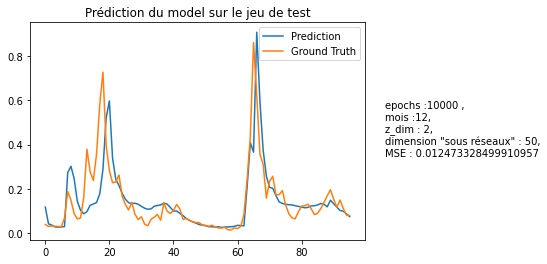 Prédiction du model sur le jeu de test
Prediction
Ground Truth
0.8
0.6
0.4
0.2
0.0
0
20
40
60
80
epochs :10000 ,
mois :12,
z_dim : 2,
dimension "sous réseaux" : 50,
MSE : 0.012473328499910957